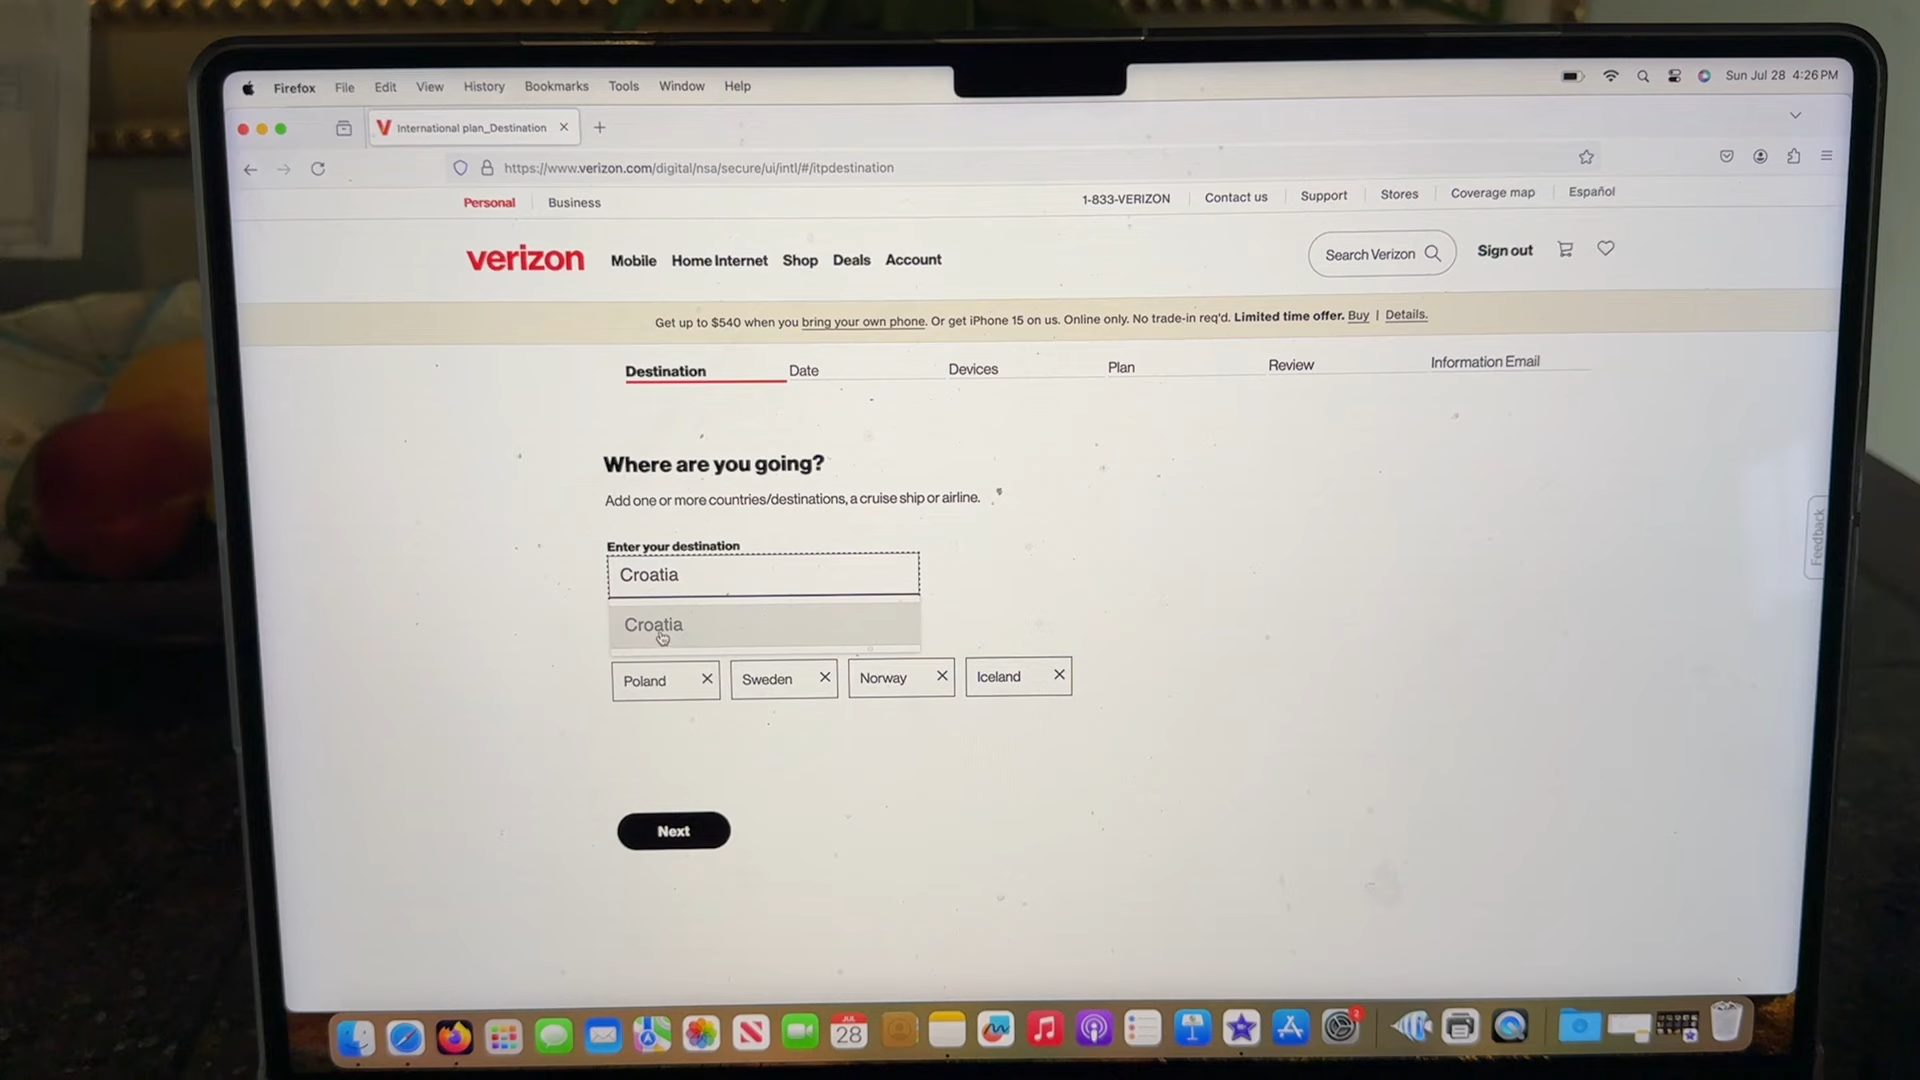 Firefox File Edit View History Bookmarks Tools Window Help
Sun Jul 28 4:26 PM
International plan_Destination
https://www.verizon.com/digital/nsa/secure/ui/intl/#/itpdestination
Personal Business
1-833-VERIZON Contact us Support Stores Coverage map Español
verizon Mobile Home Internet Shop Deals Account
Search Verizon Sign out
Get up to $540 when you bring your own phone. Or get iPhone 15 on us. Online only. No trade-in req'd. Limited time offer. Buy | Details.
Destination Date Devices Plan Review Information Email
Where are you going?
Add one or more countries/destinations, a cruise ship or airline.
Enter your destination
Croatia
Croatia
Poland Sweden Norway Iceland
Next
Feedback
JUL
28
2